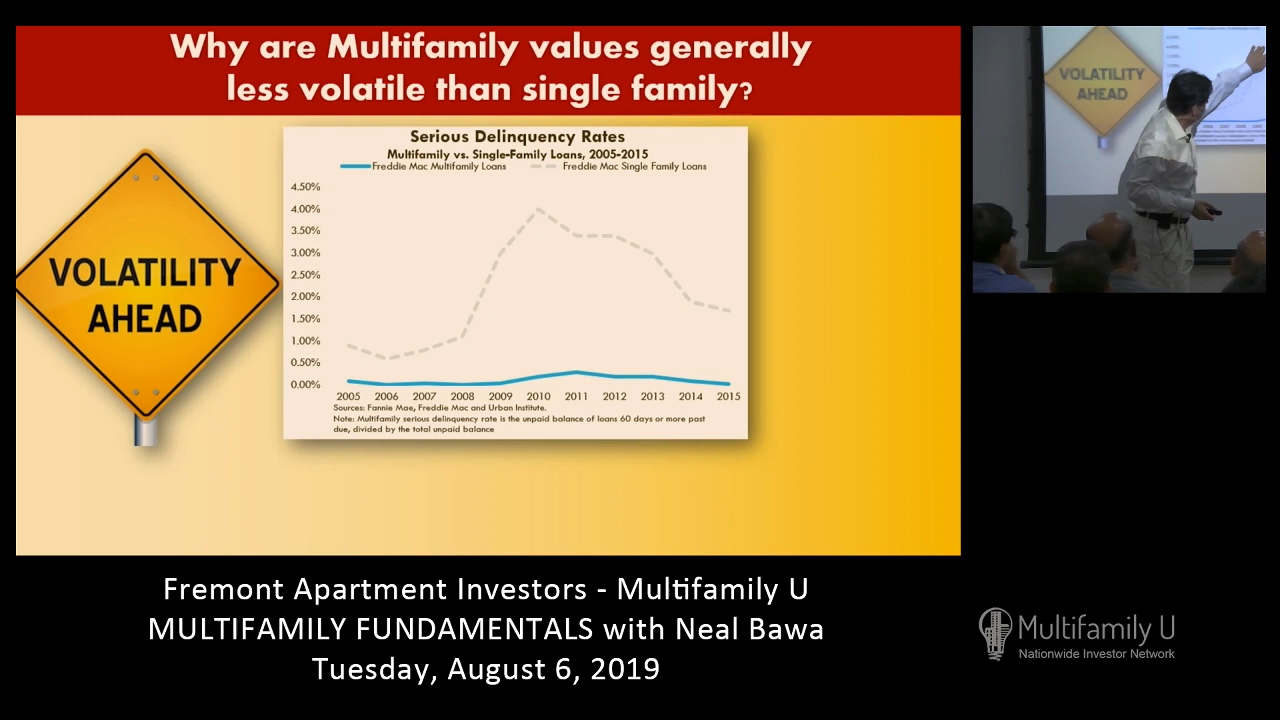 Why are Multifamily values generally
less volatile than single family?
VOLATILITY
AHEAD
Serious Delinquency Rates
Multifamily vs. Single-Family Loans, 2005-2015
Freddie Mac Multifamily Loans
Freddie Mac Single Family Loans
4.50%
4.00%
3.50%
3.00%
2.50%
2.00%
1.50%
1.00%
0.50%
0.00%
2005 2006 2007 2008 2009 2010 2011 2012 2013 2014 2015
Sources: Fannie Mae, Freddie Mac and Urban Institute.
Note: Multifamily serious delinquency rate is the unpaid balance of loans 60 days or more past
due, divided by the total unpaid balance
VOLATILITY
AHEAD
Fremont Apartment Investors - Multifamily U
MULTIFAMILY FUNDAMENTALS with Neal Bawa
Tuesday, August 6, 2019
Multifamily U
Nationwide Investor Network